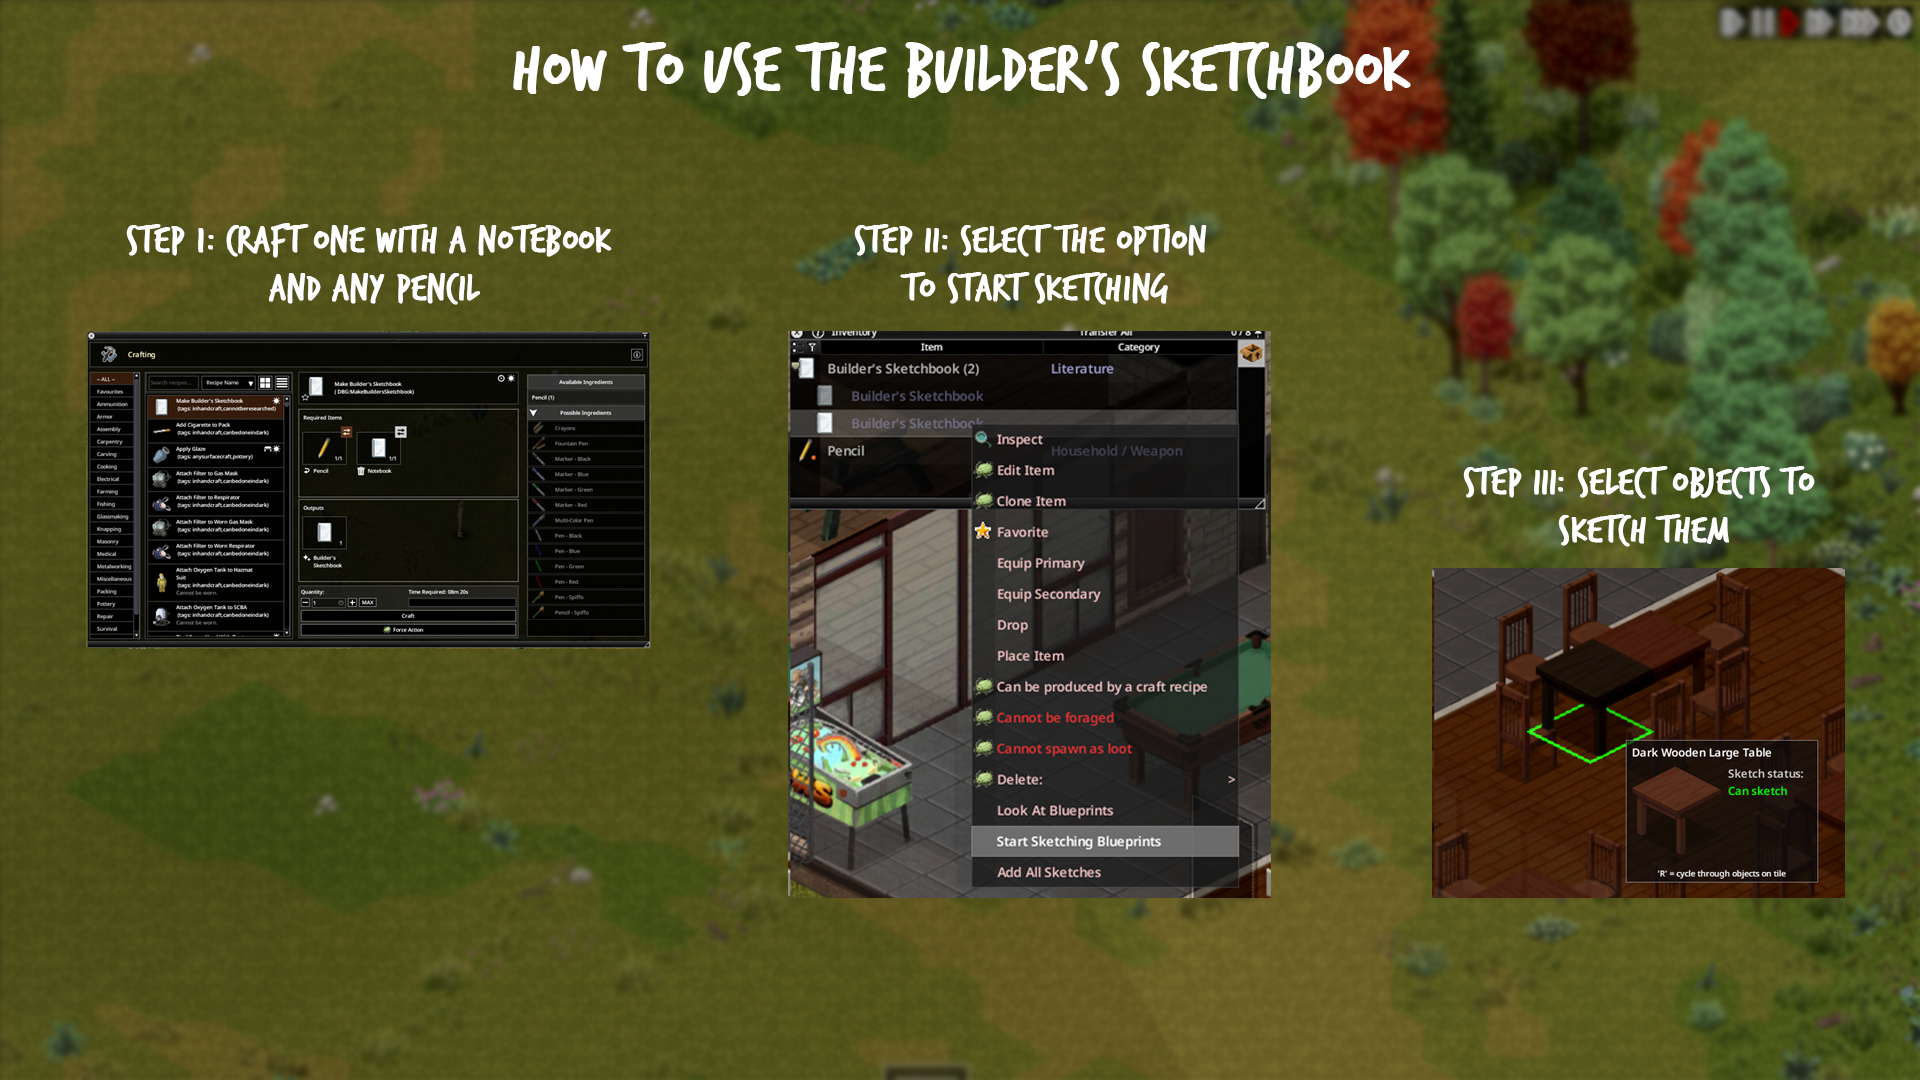 HOW TO USE THE BUILDER'S SKETCHBOOK
STEP I: CRAFT ONE WITH A NOTEBOOK
AND ANY PENCIL
Crafting
-- ALL --
Favourites
Ammunition
Armor
Assembly
Carpentry
Carving
Cooking
Electrical
Farming
Fishing
Glassmaking
Knapping
Masonry
Medical
Metalworking
Miscellaneous
Packing
Pottery
Repair
Survival
Search recipes...
Recipe Name
Make Builder's Sketchbook
(tags: inhandcraft,cannotberesearched)
Add Cigarette to Pack
(tags: inhandcraft,canbedoneindark)
Apply Glaze
(tags: anysurfacecraft,pottery)
Attach Filter to Gas Mask
(tags: inhandcraft,canbedoneindark)
Attach Filter to Respirator
(tags: inhandcraft,canbedoneindark)
Attach Filter to Worn Gas Mask
(tags: inhandcraft,canbedoneindark)
Attach Filter to Worn Respirator
(tags: inhandcraft,canbedoneindark)
Attach Oxygen Tank to Hazmat
Suit
(tags: inhandcraft,canbedoneindark)
Cannot be worn.
Attach Oxygen Tank to SCBA
(tags: inhandcraft,canbedoneindark)
Cannot be worn.
Make Builder's Sketchbook
( DBG:MakeBuildersSketchbook)
Required Items
1/1
1/1
Pencil
Notebook
Outputs
1
Builder's
Sketchbook
Quantity:
1
MAX
Time Required: 08m 20s
Craft
Force Action
Available Ingredients
Pencil (1)
Possible Ingredients
Crayons
Fountain Pen
Marker - Black
Marker - Blue
Marker - Green
Marker - Red
Multi-Color Pen
Pen - Black
Pen - Blue
Pen - Green
Pen - Red
Pen - Spiffo
Pencil - Spiffo
STEP II: SELECT THE OPTION
TO START SKETCHING
Inventory
Transfer All
0 / 8
Item
Category
Builder's Sketchbook (2)
Literature
Builder's Sketchbook
Builder's Sketchbook
Pencil
Household / Weapon
Inspect
Edit Item
Clone Item
Favorite
Equip Primary
Equip Secondary
Drop
Place Item
Can be produced by a craft recipe
Cannot be foraged
Cannot spawn as loot
Delete:
>
Look At Blueprints
Start Sketching Blueprints
Add All Sketches
STEP III: SELECT OBJECTS TO
SKETCH THEM
Dark Wooden Large Table
Sketch status:
Can sketch
'R' = cycle through objects on tile